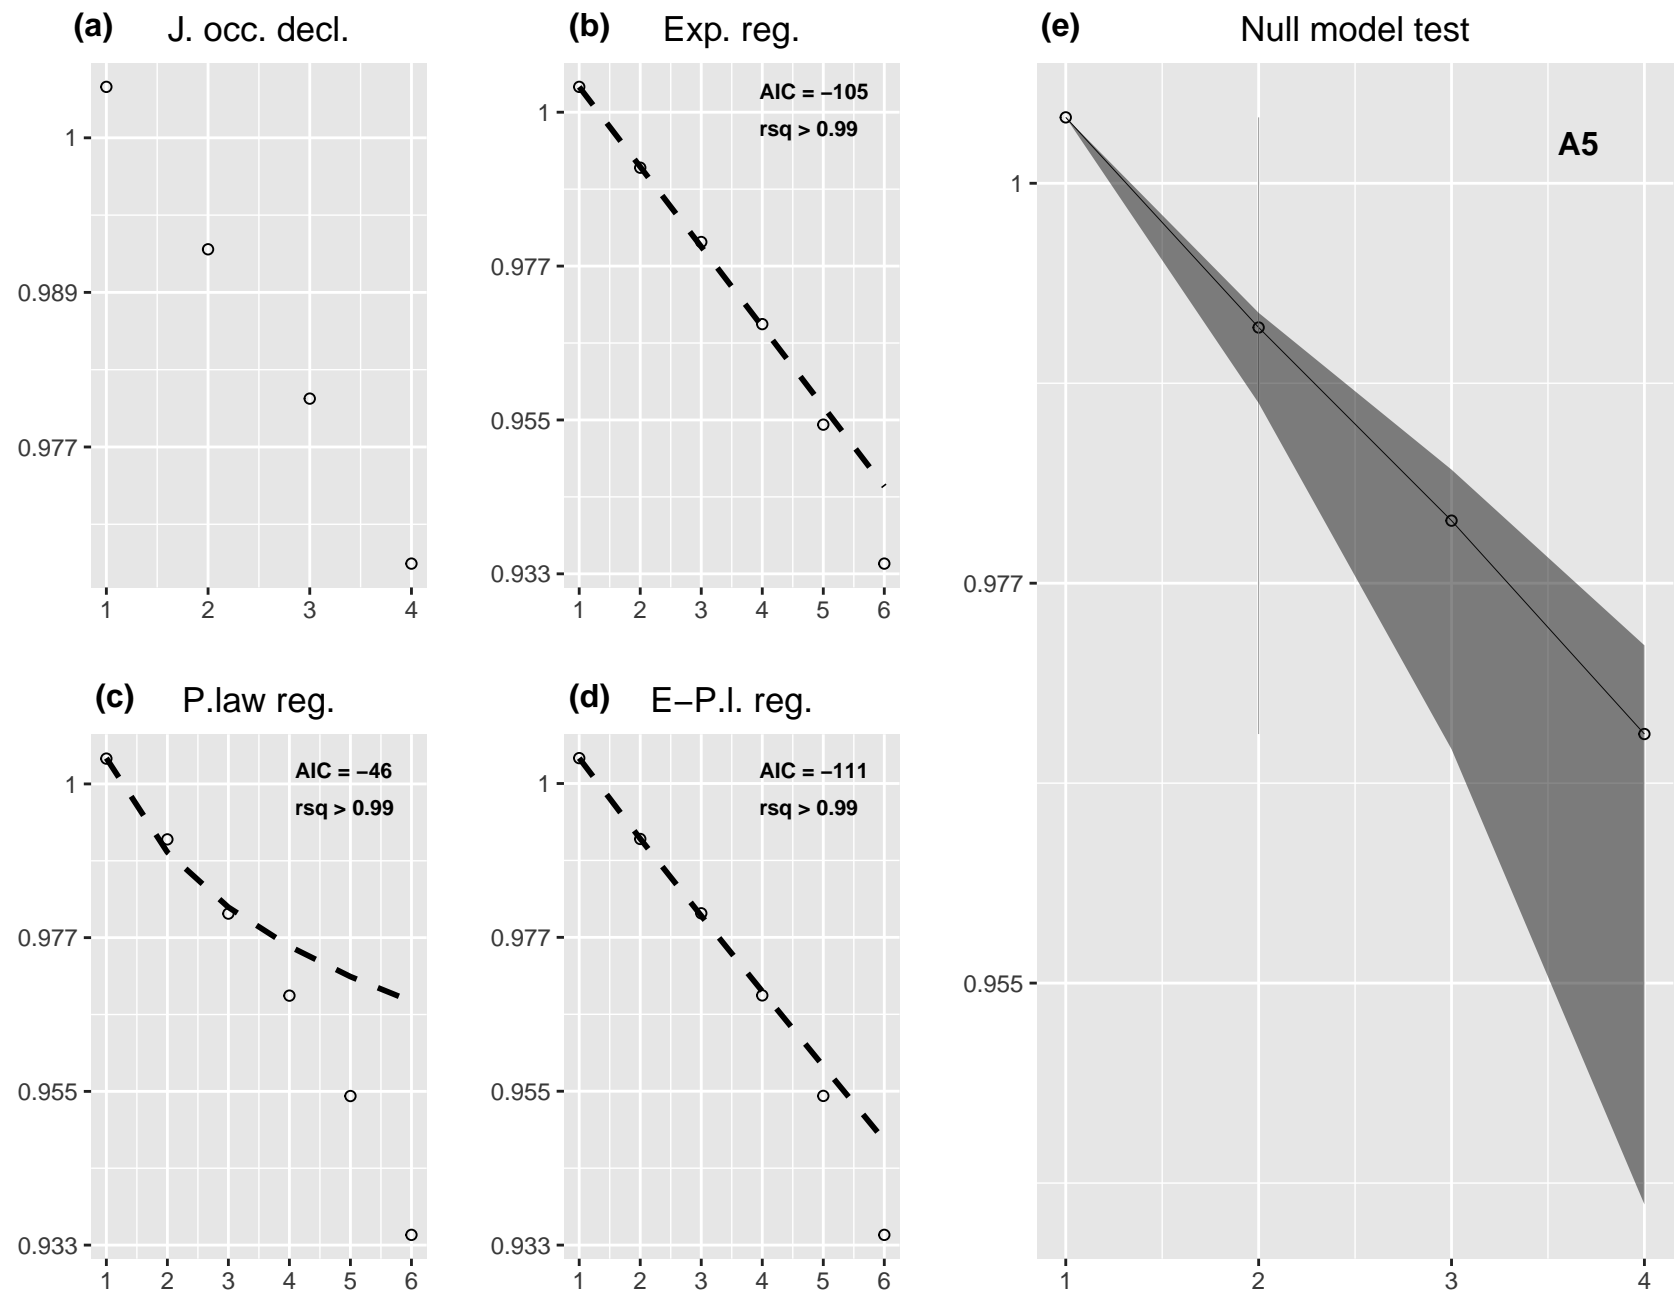 (a) J. occ. decl.
1
0.989
0.977
1 2 3 4
(b) Exp. reg.
AIC = −105
rsq > 0.99
1
0.977
0.955
0.933
1 2 3 4 5 6
(c) P.law reg.
AIC = −46
rsq > 0.99
1
0.977
0.955
0.933
1 2 3 4 5 6
(d) E−P.l. reg.
AIC = −111
rsq > 0.99
1
0.977
0.955
0.933
1 2 3 4 5 6
(e) Null model test
A5
1
0.977
0.955
1 2 3 4